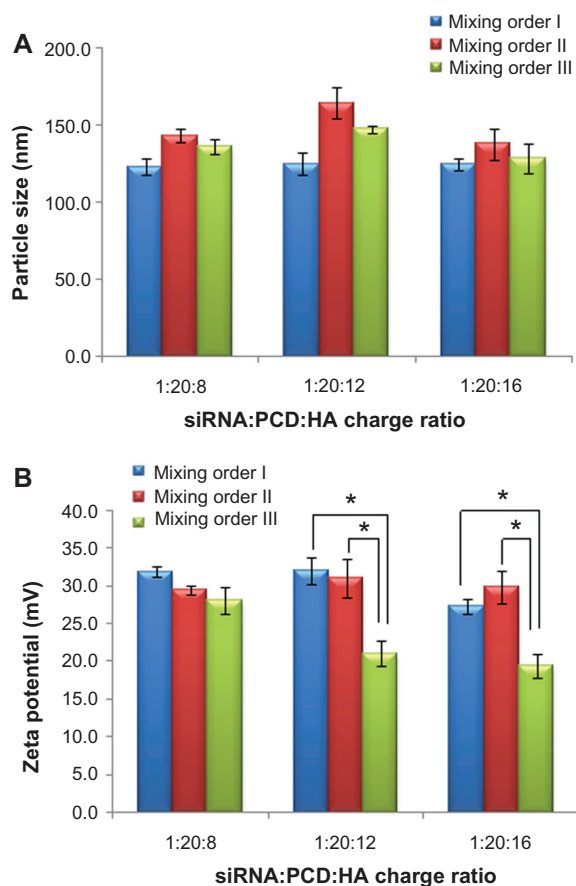 A
Mixing order I
Mixing order II
Mixing order III
Particle size (nm)
200.0
150.0
100.0
50.0
0.0
1:20:8 1:20:12 1:20:16
siRNA:PCD:HA charge ratio
B
Mixing order I
Mixing order II
Mixing order III
Zeta potential (mV)
40.0
35.0
30.0
25.0
20.0
15.0
10.0
5.0
0.0
* *
* *
1:20:8 1:20:12 1:20:16
siRNA:PCD:HA charge ratio